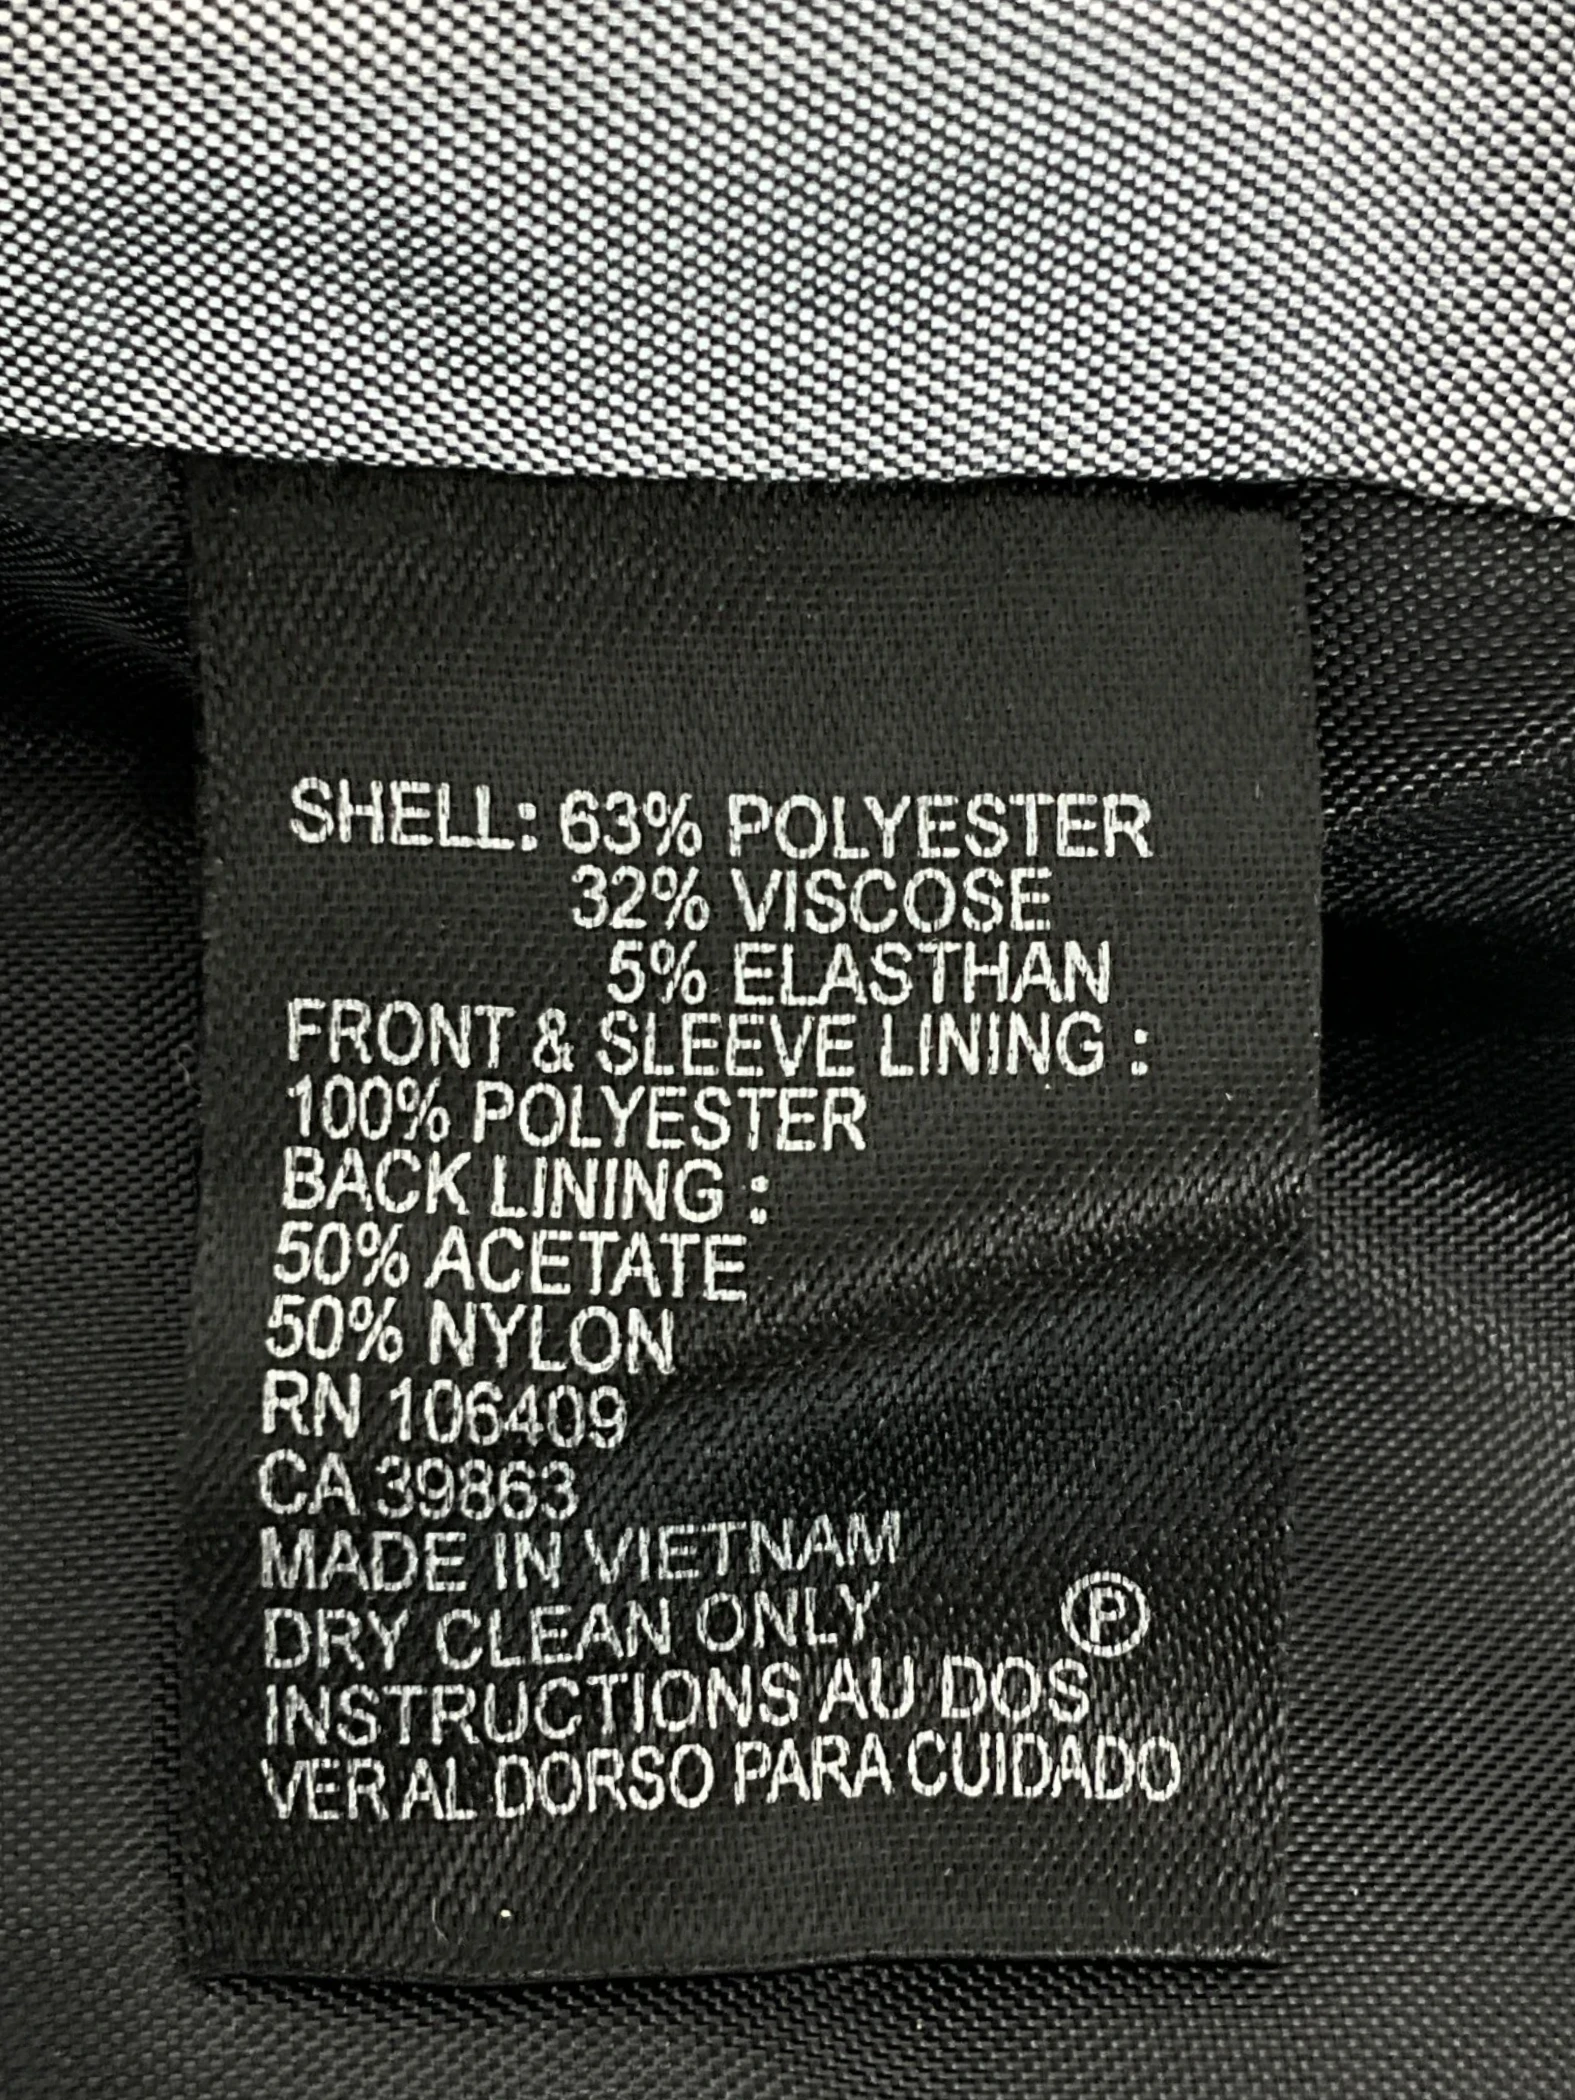 SHELL: 63% POLYESTER
32% VISCOSE
5% ELASTHAN
FRONT & SLEEVE LINING :
100% POLYESTER
BACK LINING :
50% ACETATE
50% NYLON
RN 106409
CA 39863
MADE IN VIETNAM
DRY CLEAN ONLY Ⓟ
INSTRUCTIONS AU DOS
VER AL DORSO PARA CUIDADO